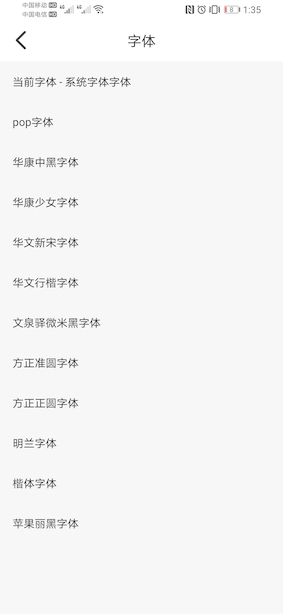 中国移动 HD 4G 4G
中国电信 HD
8 1:35
字体
当前字体 - 系统字体字体
pop字体
华康中黑字体
华康少女字体
华文新宋字体
华文行楷字体
文泉驿微米黑字体
方正准圆字体
方正正圆字体
明兰字体
楷体字体
苹果丽黑字体